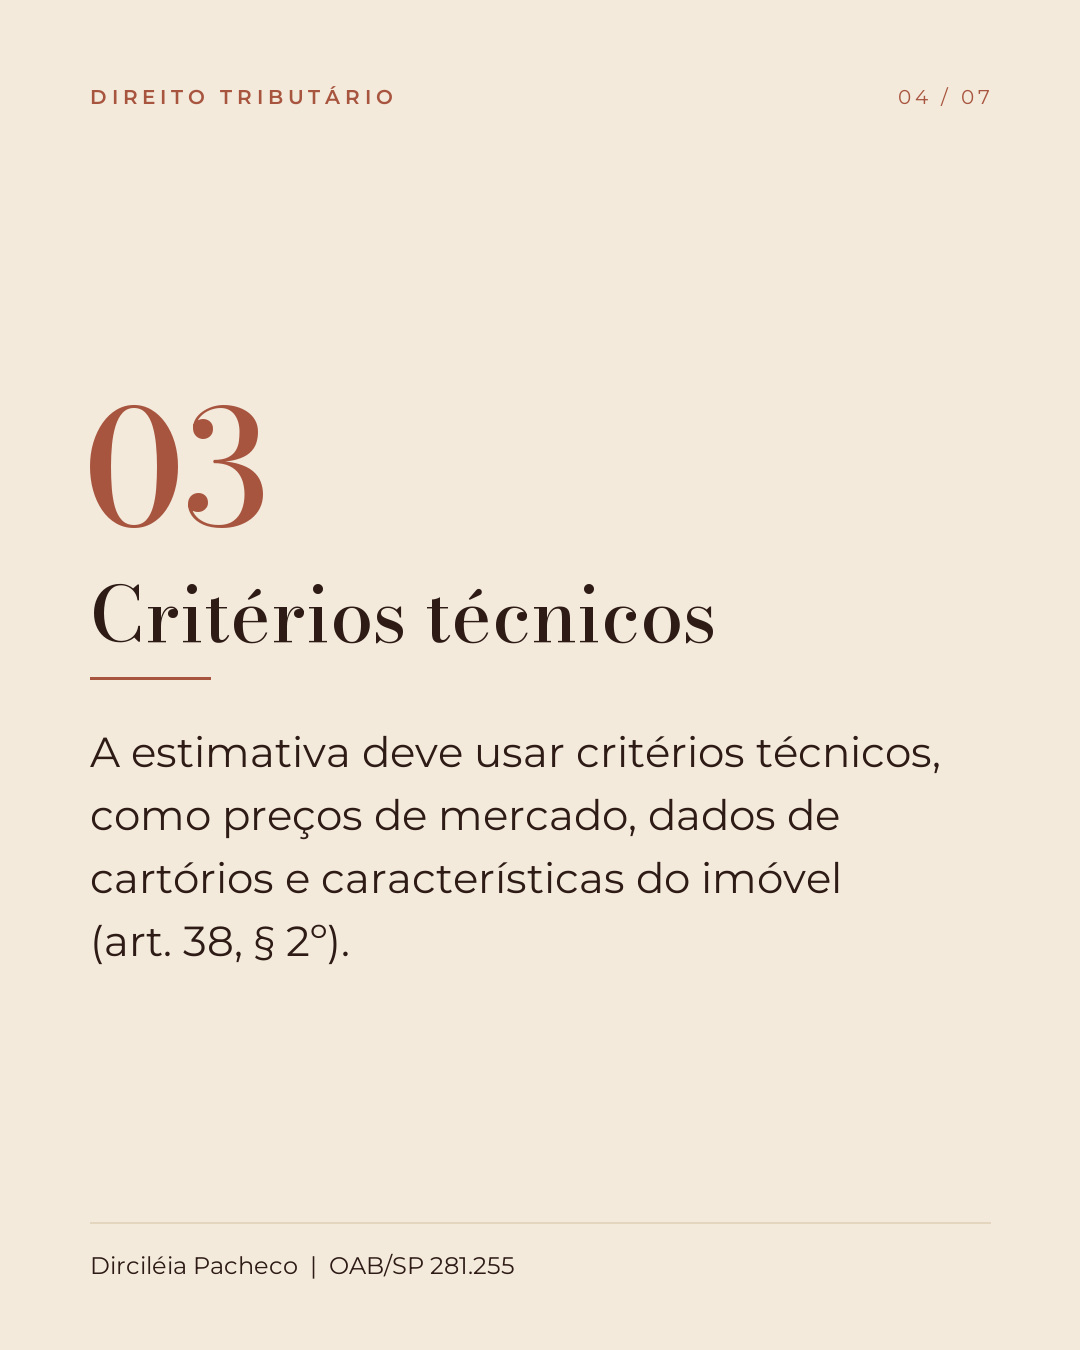 DIREITO TRIBUTÁRIO
04 / 07
03
Critérios técnicos
A estimativa deve usar critérios técnicos,
como preços de mercado, dados de
cartórios e características do imóvel
(art. 38, § 2º).
Dirciléia Pacheco | OAB/SP 281.255